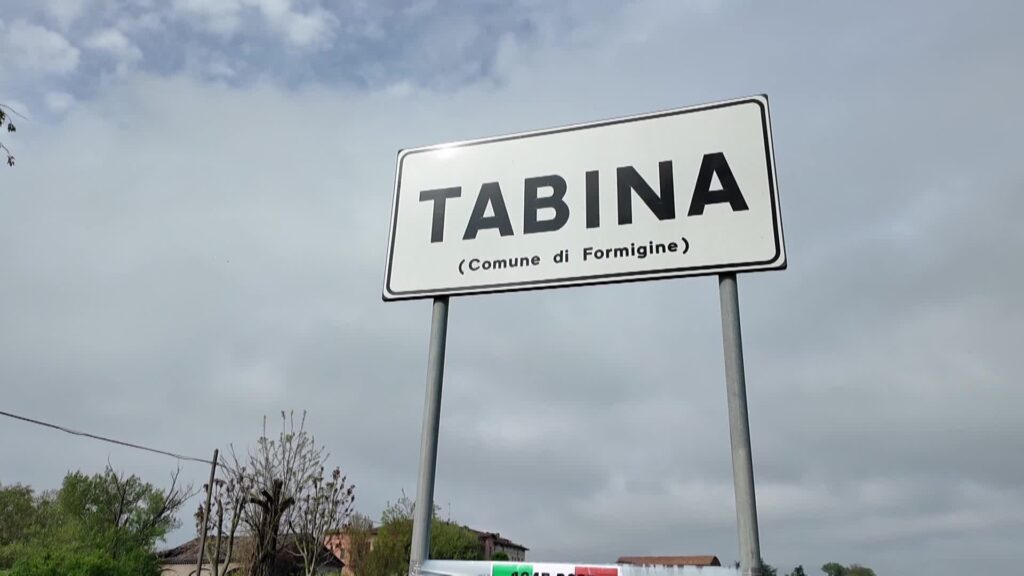 TABINA
(Comune di Formigine)